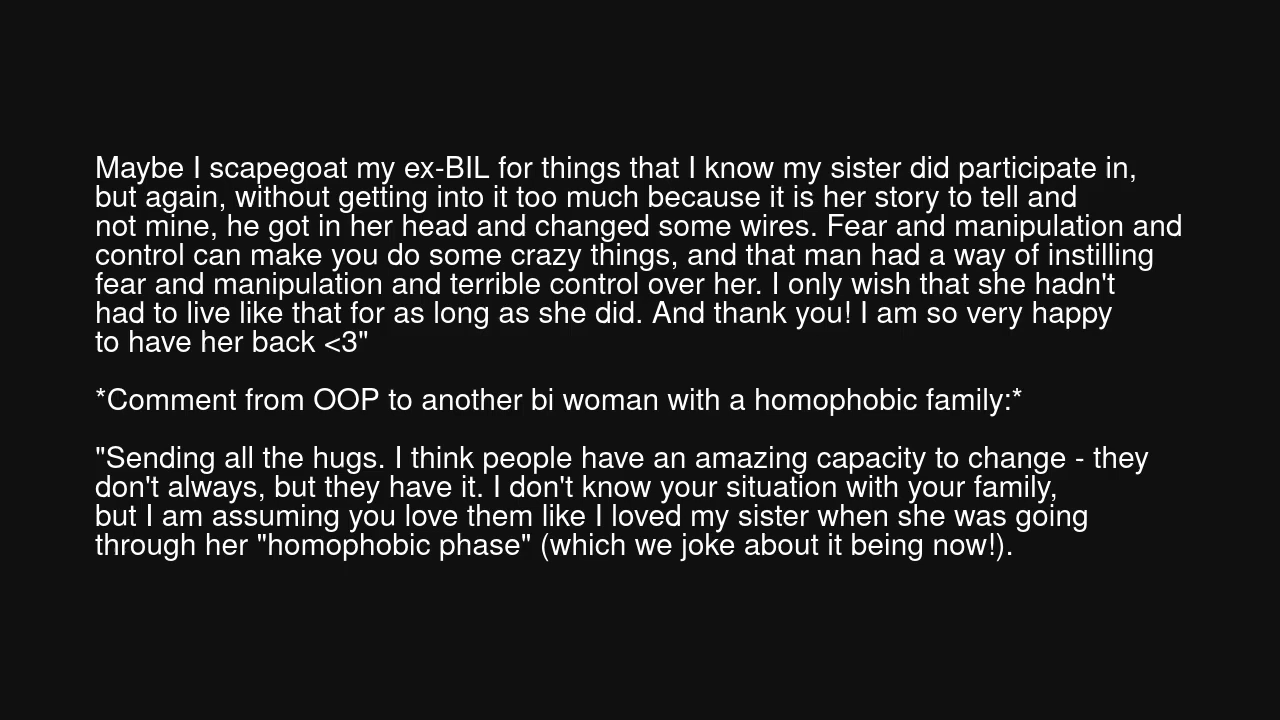 Maybe I scapegoat my ex-BIL for things that I know my sister did participate in,
but again, without getting into it too much because it is her story to tell and
not mine, he got in her head and changed some wires. Fear and manipulation and
control can make you do some crazy things, and that man had a way of instilling
fear and manipulation and terrible control over her. I only wish that she hadn't
had to live like that for as long as she did. And thank you! I am so very happy
to have her back <3"
*Comment from OOP to another bi woman with a homophobic family:*
"Sending all the hugs. I think people have an amazing capacity to change - they
don't always, but they have it. I don't know your situation with your family,
but I am assuming you love them like I loved my sister when she was going
through her "homophobic phase" (which we joke about it being now!).